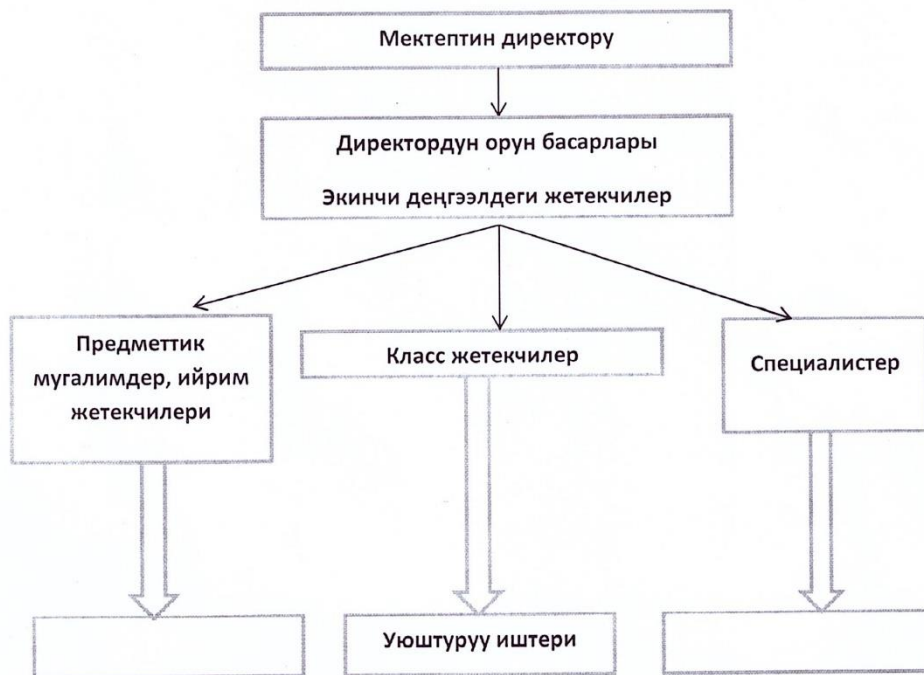 Мектептин директору
Директордун орун басарлары
Экинчи деңгээлдеги жетекчилер
Предметтик
мугалимдер, ийрим
жетекчилери
Класс жетекчилер
Специалистер
Уюштуруу иштери